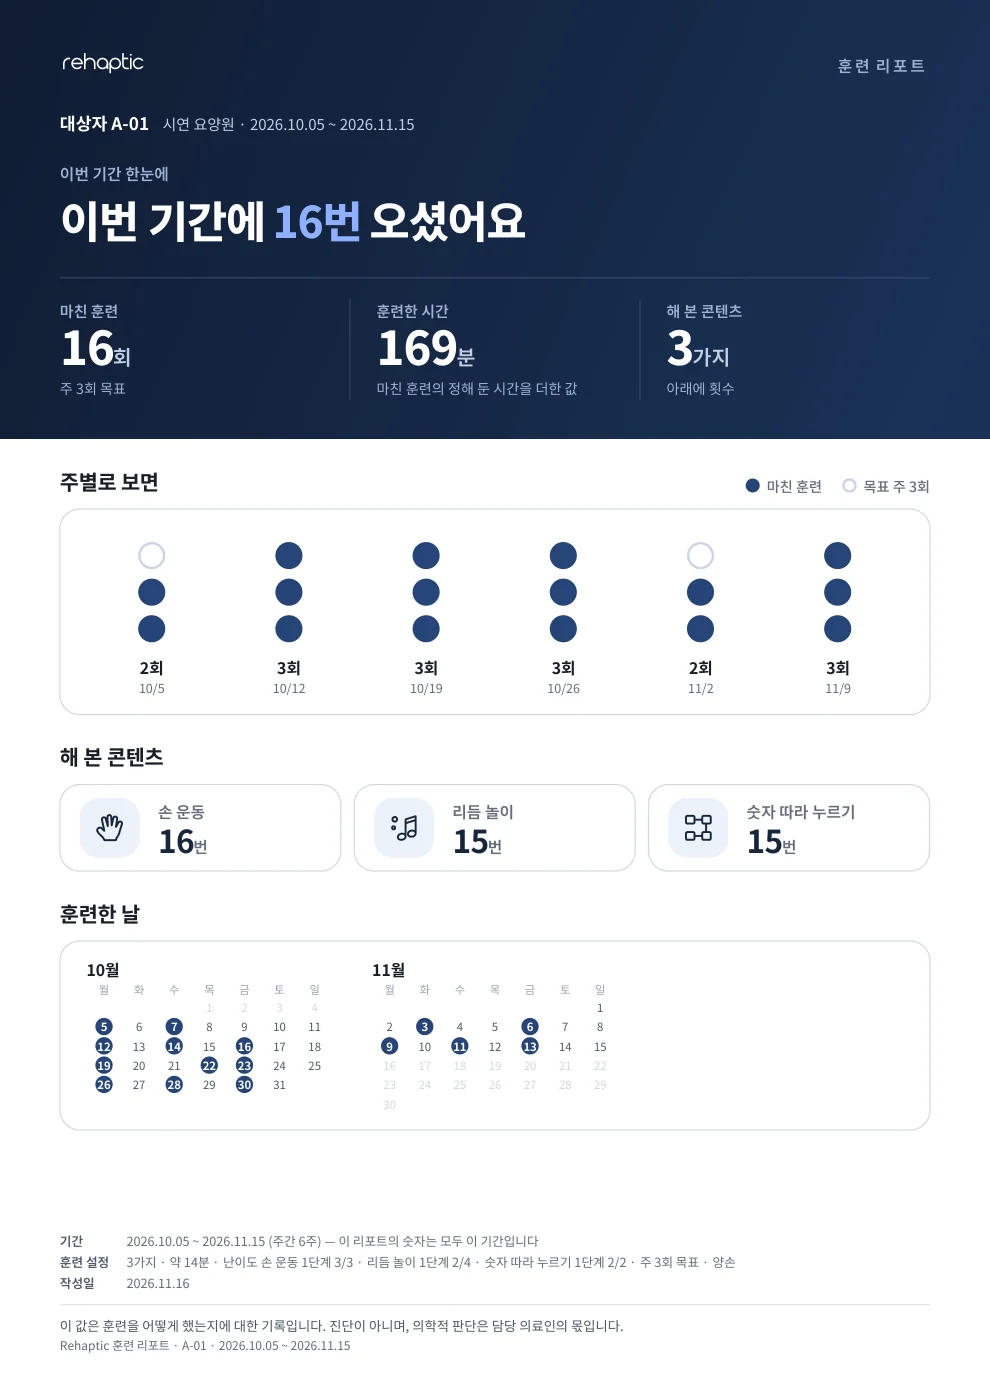 rehaptic
훈련 리포트
대상자 A-01 시연 요양원 · 2026.10.05 ~ 2026.11.15
이번 기간 한눈에
이번 기간에 16번 오셨어요
마친 훈련
16회
주 3회 목표
훈련한 시간
169분
마친 훈련의 정해 둔 시간을 더한 값
해 본 콘텐츠
3가지
아래에 횟수
주별로 보면
마친 훈련 목표 주 3회
2회 3회 3회 3회 2회 3회
10/5 10/12 10/19 10/26 11/2 11/9
해 본 콘텐츠
손 운동
16번
리듬 놀이
15번
숫자 따라 누르기
15번
훈련한 날
10월
월 화 수 목 금 토 일
1 2 3 4
5 6 7 8 9 10 11
12 13 14 15 16 17 18
19 20 21 22 23 24 25
26 27 28 29 30 31
11월
월 화 수 목 금 토 일
1
2 3 4 5 6 7 8
9 10 11 12 13 14 15
16 17 18 19 20 21 22
23 24 25 26 27 28 29
30
기간 2026.10.05 ~ 2026.11.15 (주간 6주) — 이 리포트의 숫자는 모두 이 기간입니다
훈련 설정 3가지 · 약 14분 · 난이도 손 운동 1단계 3/3 · 리듬 놀이 1단계 2/4 · 숫자 따라 누르기 1단계 2/2 · 주 3회 목표 · 양손
작성일 2026.11.16
이 값은 훈련을 어떻게 했는지에 대한 기록입니다. 진단이 아니며, 의학적 판단은 담당 의료인의 몫입니다.
Rehaptic 훈련 리포트 · A-01 · 2026.10.05 ~ 2026.11.15